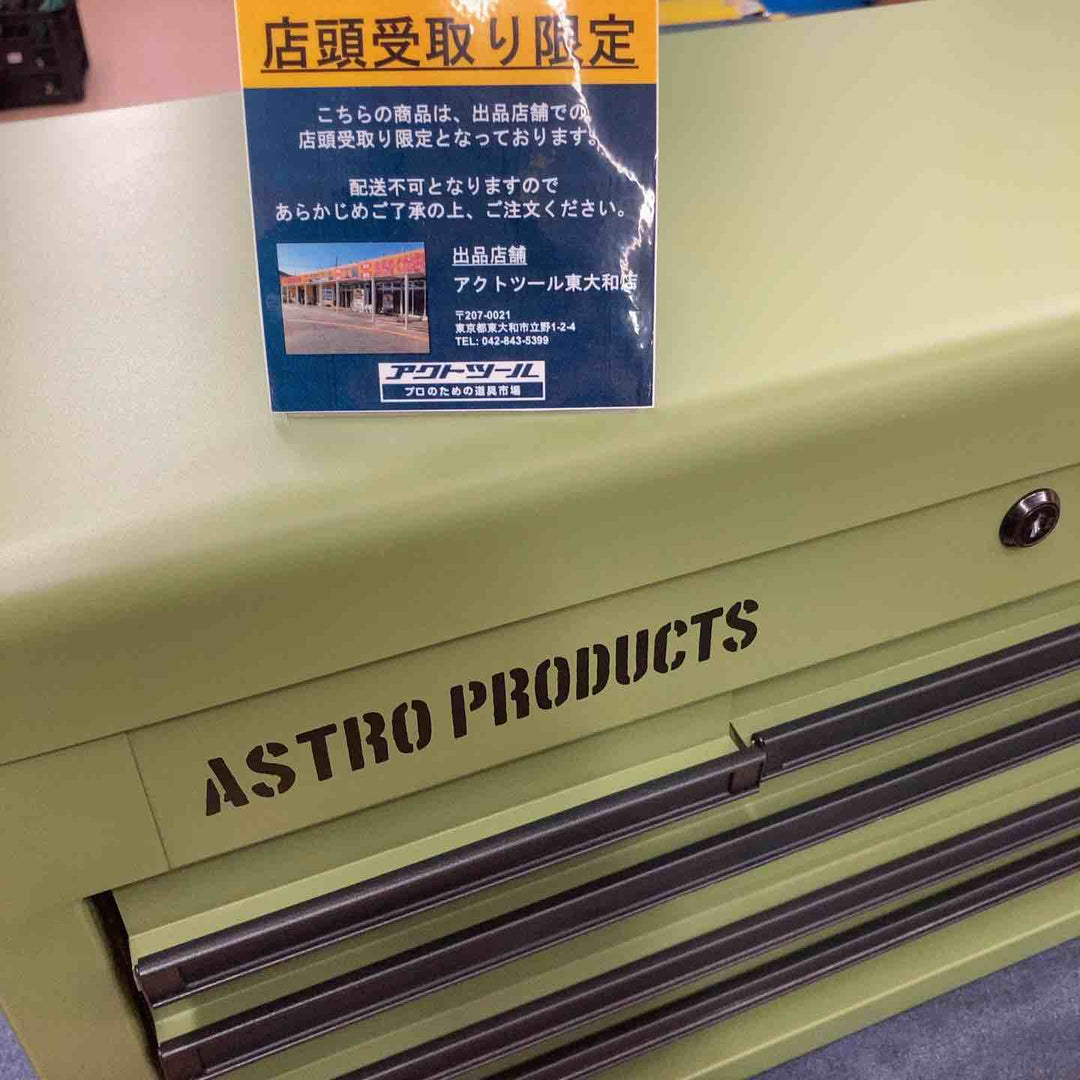 店頭受取り限定
こちらの商品は、出品店舗での
店頭受取り限定となっております。
配送不可となりますので
あらかじめご了承の上、ご注文ください。
出品店舗
アクトツール東大和店
〒207-0021
東京都東大和市立野1-2-4
TEL: 042-843-5399
アクトツール
プロのための道具市場
ASTRO PRODUCTS